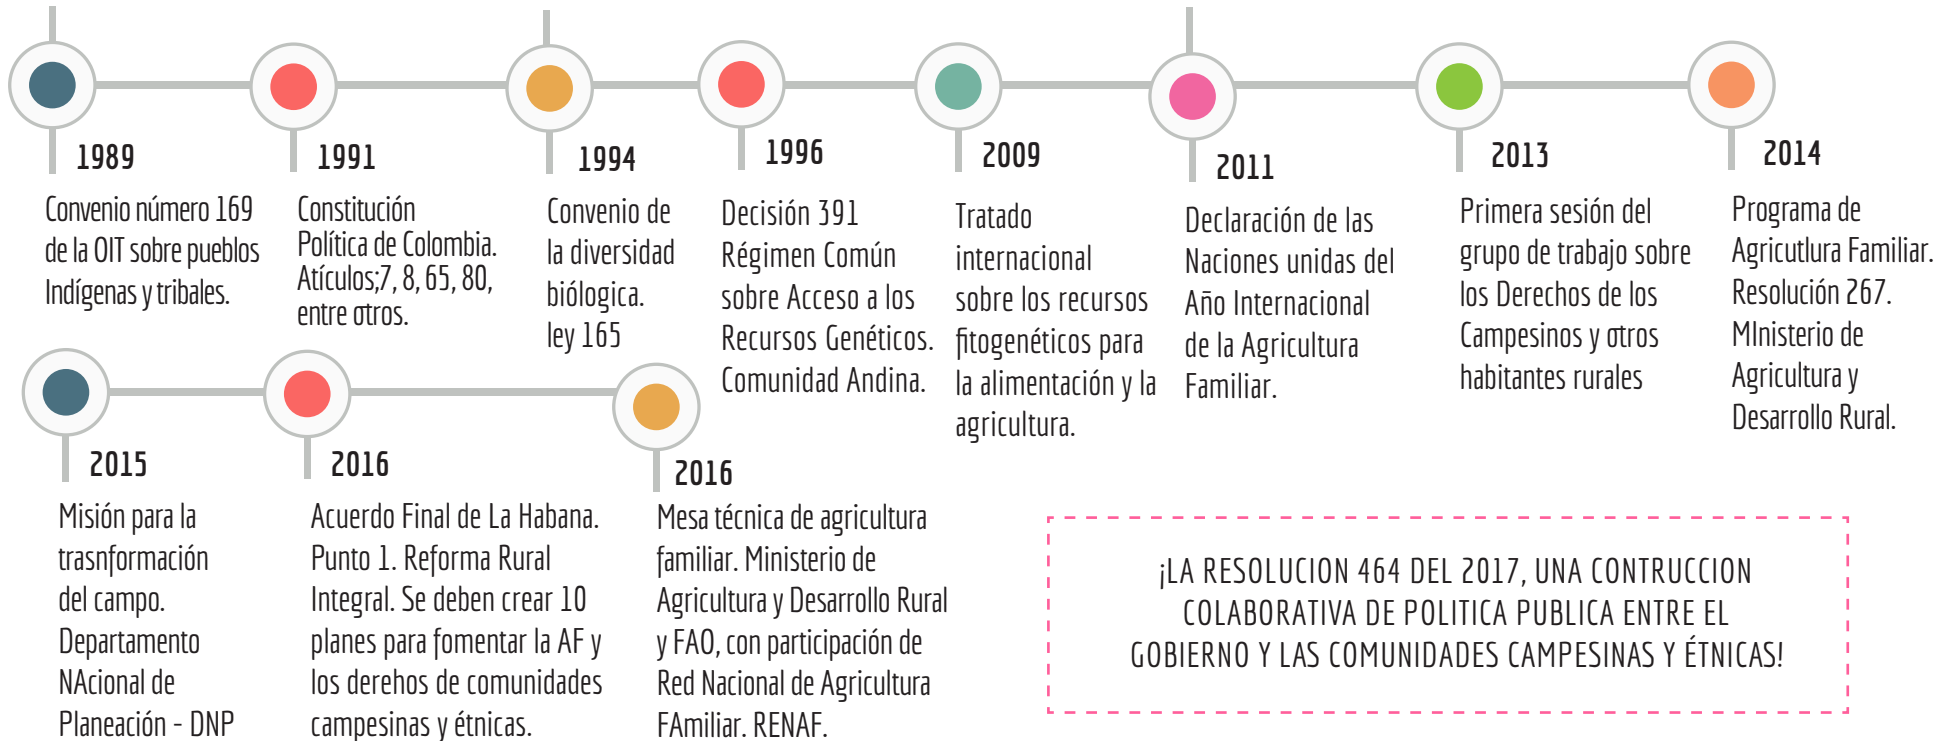 1989
Convenio número 169
de la OIT sobre pueblos
Indígenas y tribales.
1991
Constitución
Política de Colombia.
Atículos;7, 8, 65, 80,
entre otros.
1994
Convenio de
la diversidad
biólogica.
ley 165
1996
Decisión 391
Régimen Común
sobre Acceso a los
Recursos Genéticos.
Comunidad Andina.
2009
Tratado
internacional
sobre los recursos
fitogenéticos para
la alimentación y la
agricultura.
2011
Declaración de las
Naciones unidas del
Año Internacional
de la Agricultura
Familiar.
2013
Primera sesión del
grupo de trabajo sobre
los Derechos de los
Campesinos y otros
habitantes rurales
2014
Programa de
Agricutlura Familiar.
Resolución 267.
MInisterio de
Agricultura y
Desarrollo Rural.
2015
Misión para la
trasnformación
del campo.
Departamento
NAcional de
Planeación - DNP
2016
Acuerdo Final de La Habana.
Punto 1. Reforma Rural
Integral. Se deben crear 10
planes para fomentar la AF y
los derehos de comunidades
campesinas y étnicas.
2016
Mesa técnica de agricultura
familiar. Ministerio de
Agricultura y Desarrollo Rural
y FAO, con participación de
Red Nacional de Agricultura
FAmiliar. RENAF.
¡LA RESOLUCION 464 DEL 2017, UNA CONTRUCCION
COLABORATIVA DE POLITICA PUBLICA ENTRE EL
GOBIERNO Y LAS COMUNIDADES CAMPESINAS Y ÉTNICAS!